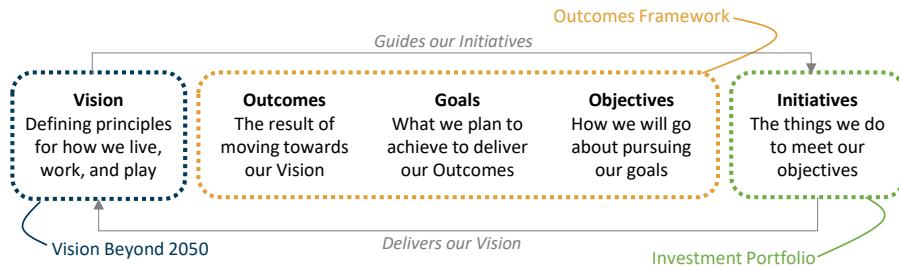 Outcomes Framework
Guides our Initiatives
Vision
Defining principles
for how we live,
work, and play
Outcomes
The result of
moving towards
our Vision
Goals
What we plan to
achieve to deliver
our Outcomes
Objectives
How we will go
about pursuing
our goals
Initiatives
The things we do
to meet our
objectives
Vision Beyond 2050
Delivers our Vision
Investment Portfolio